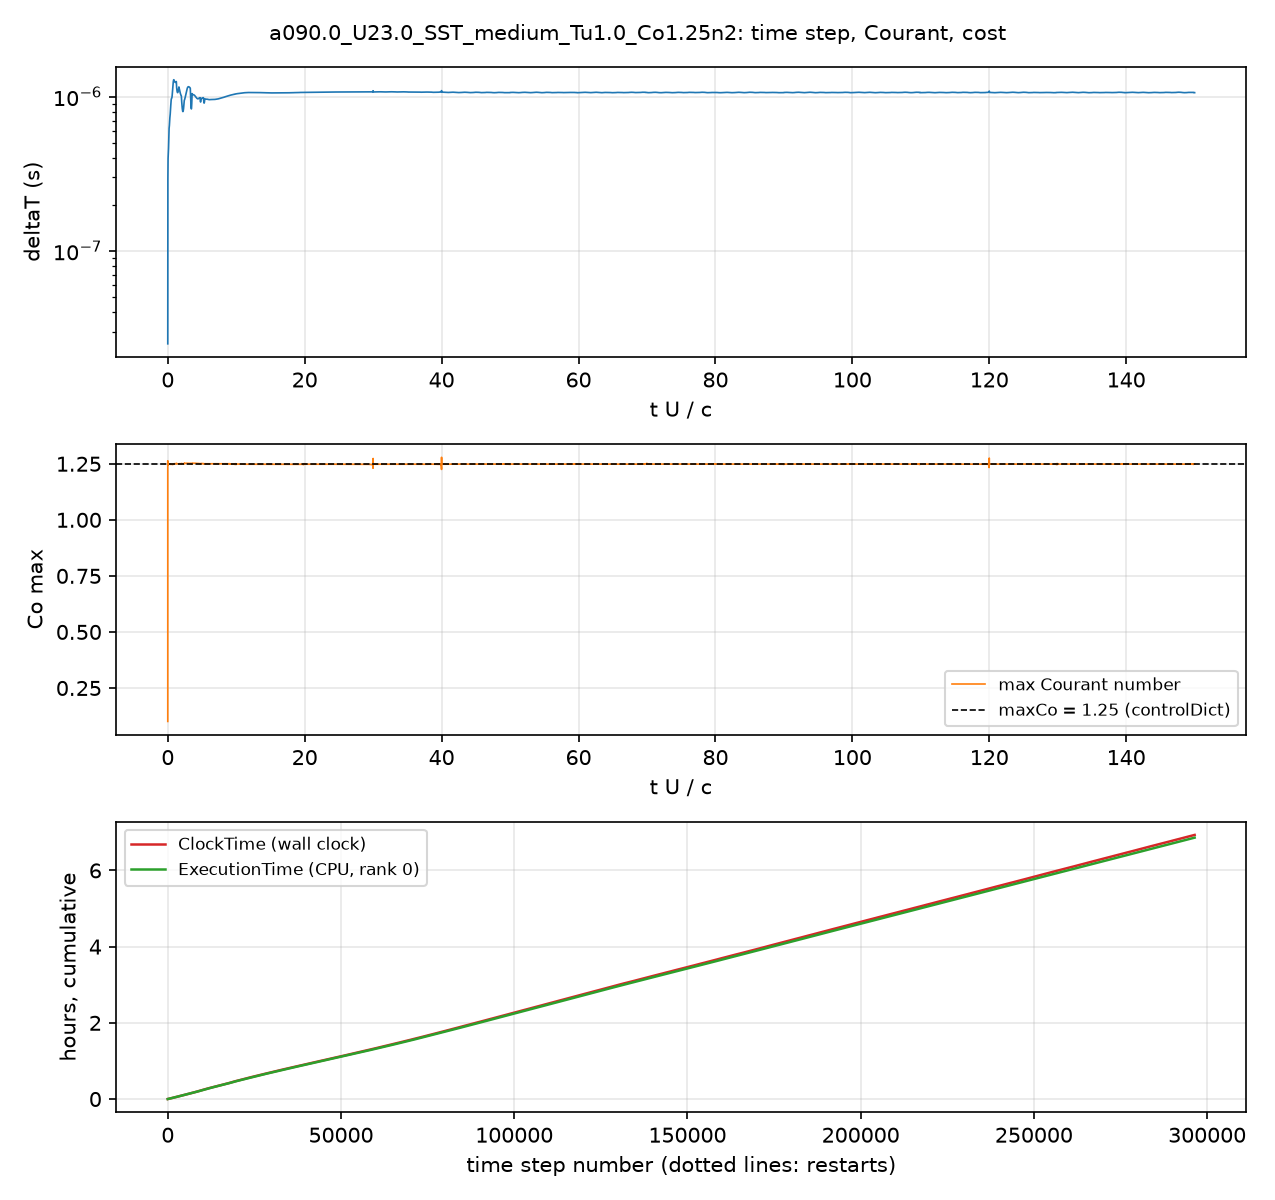 a090.0_U23.0_SST_medium_Tu1.0_Co1.25n2: time step, Courant, cost
deltaT (s)
10⁻⁶
10⁻⁷
0 20 40 60 80 100 120 140
t U / c
Co max
1.25
1.00
0.75
0.50
0.25
max Courant number
maxCo = 1.25 (controlDict)
0 20 40 60 80 100 120 140
t U / c
hours, cumulative
ClockTime (wall clock)
ExecutionTime (CPU, rank 0)
6
4
2
0
0 50000 100000 150000 200000 250000 300000
time step number (dotted lines: restarts)